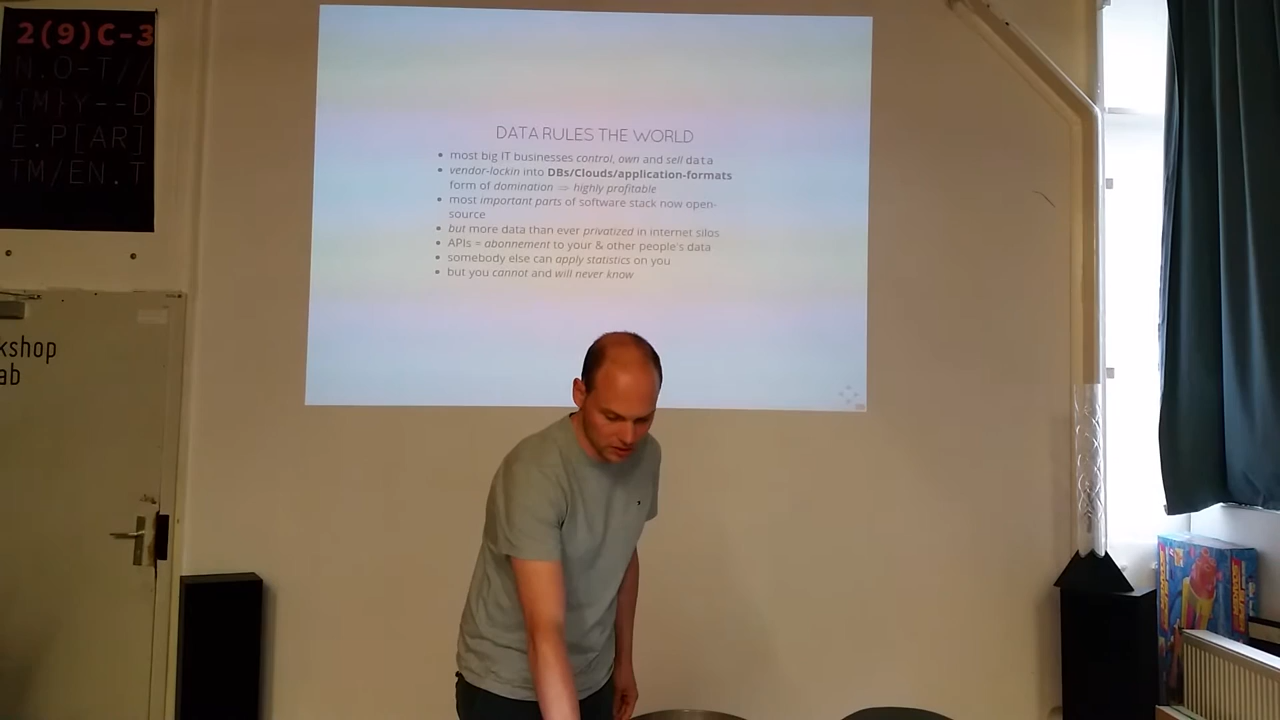 2(9)C-3
N.O-T//
{M}Y--D
E.P[AR]
TM/EN.T
kshop
ab
DATA RULES THE WORLD
• most big IT businesses control, own and sell data
• vendor-lockin into DBs/Clouds/application-formats
form of domination ⇒ highly profitable
• most important parts of software stack now open-
source
• but more data than ever privatized in internet silos
• APIs = abonnement to your & other people's data
• somebody else can apply statistics on you
• but you cannot and will never know